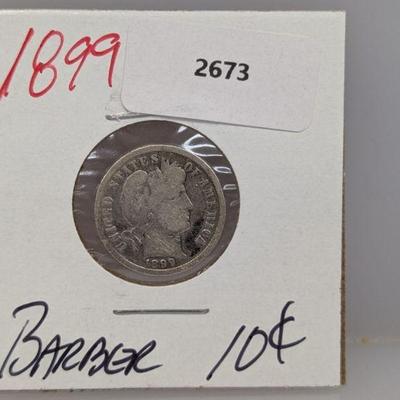 1899
2673
UNITED STATES OF AMERICA
1899
BARBER 10¢